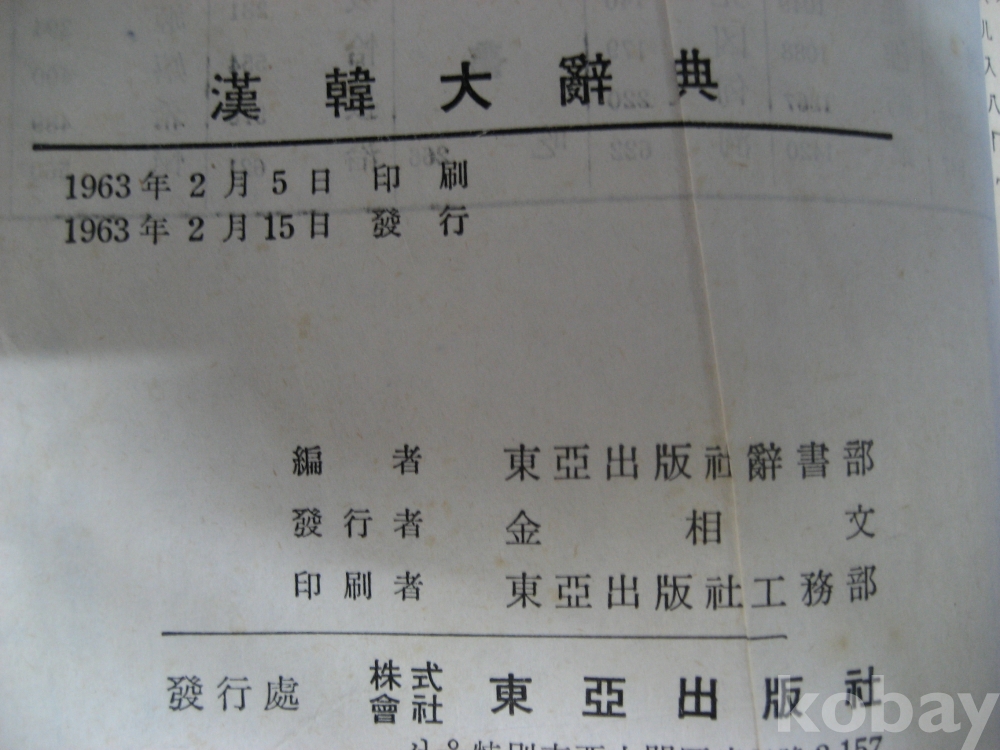 漢韓大辭典
1963年2月5日 印刷
1963年2月15日 發行
編者 東亞出版社辭書部
發行者 金相文
印刷者 東亞出版社工務部
發行處 株式會社 東亞出版社
157
kobay